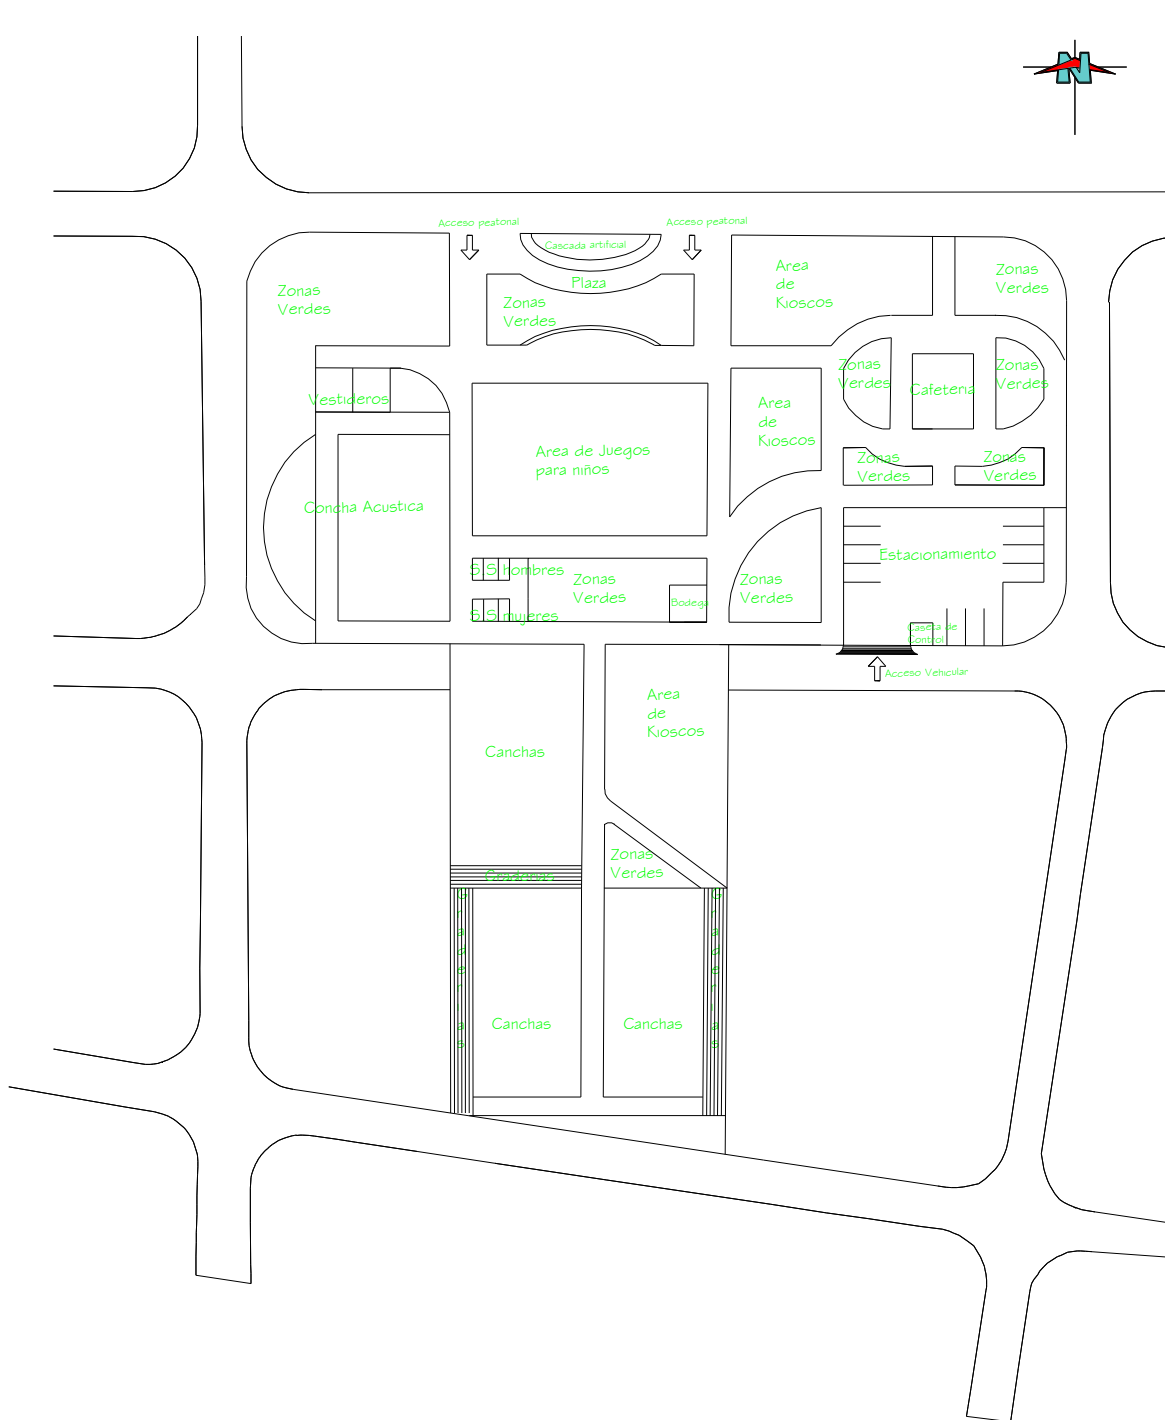 N
Acceso peatonal
Acceso peatonal
Cascada artificial
Plaza
Zonas
Verdes
Zonas
Verdes
Area
de
Kioscos
Zonas
Verdes
Zonas
Verdes
Cafeteria
Zonas
Verdes
Vestideros
Area
de
Kioscos
Area de Juegos
para niños
Zonas
Verdes
Zonas
Verdes
Concha Acustica
Estacionamiento
S.S hombres
Zonas
Verdes
Bodega
Zonas
Verdes
S.S mujeres
Caseta de
Control
Acceso Vehicular
Area
de
Kioscos
Canchas
Zonas
Verdes
Graderias
Graderias
Graderias
Canchas
Canchas